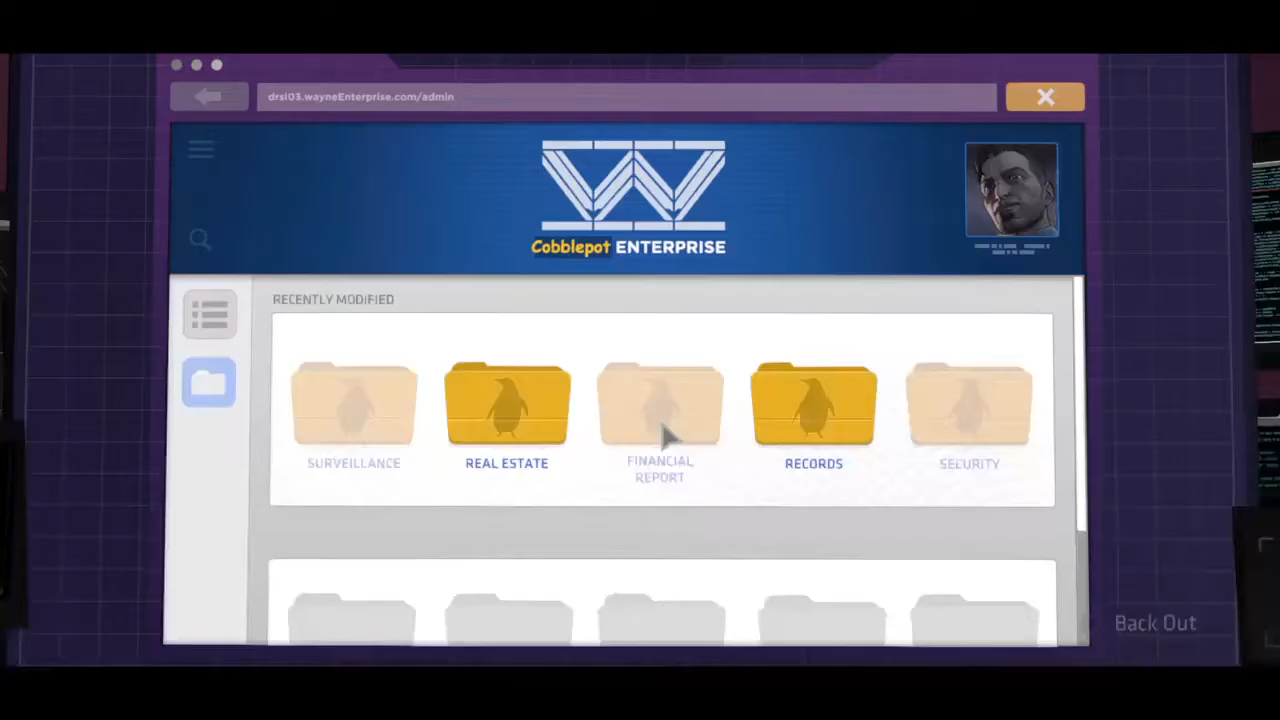 drsl03.wayneEnterprise.com/admin
Cobblepot ENTERPRISE
RECENTLY MODIFIED
SURVEILLANCE
REAL ESTATE
FINANCIAL
REPORT
RECORDS
SECURITY
Back Out